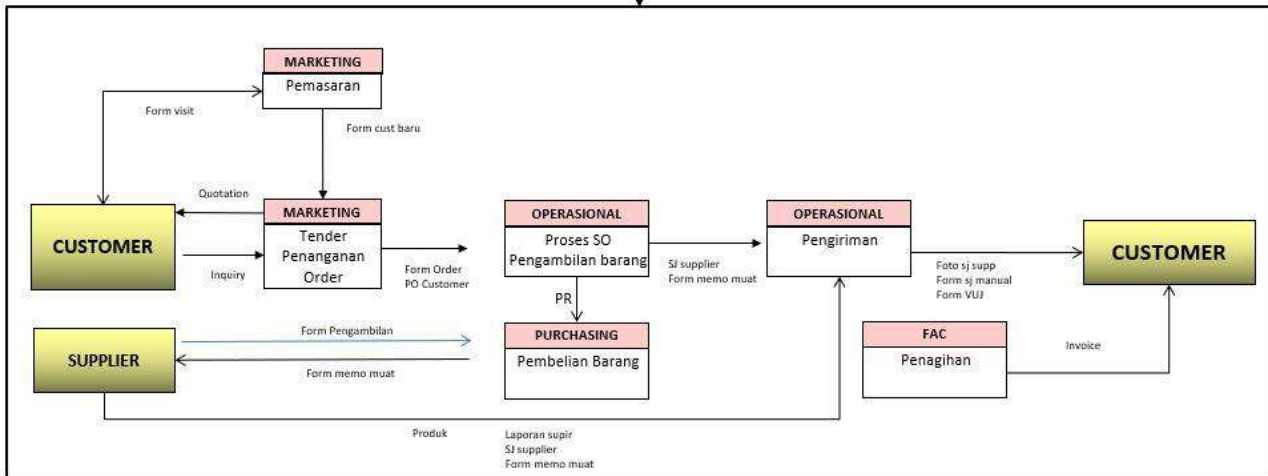 MARKETING
Pemasaran
Form visit
Form cust baru
Quotation
CUSTOMER
Inquiry
MARKETING
Tender
Penanganan
Order
Form Order
PO Customer
OPERASIONAL
Proses SO
Pengambilan barang
SJ supplier
Form memo muat
OPERASIONAL
Pengiriman
Foto sj supp
Form sj manual
Form VUJ
CUSTOMER
PR
SUPPLIER
Form Pengambilan
Form memo muat
PURCHASING
Pembelian Barang
FAC
Penagihan
Invoice
Produk
Laporan supir
SJ supplier
Form memo muat